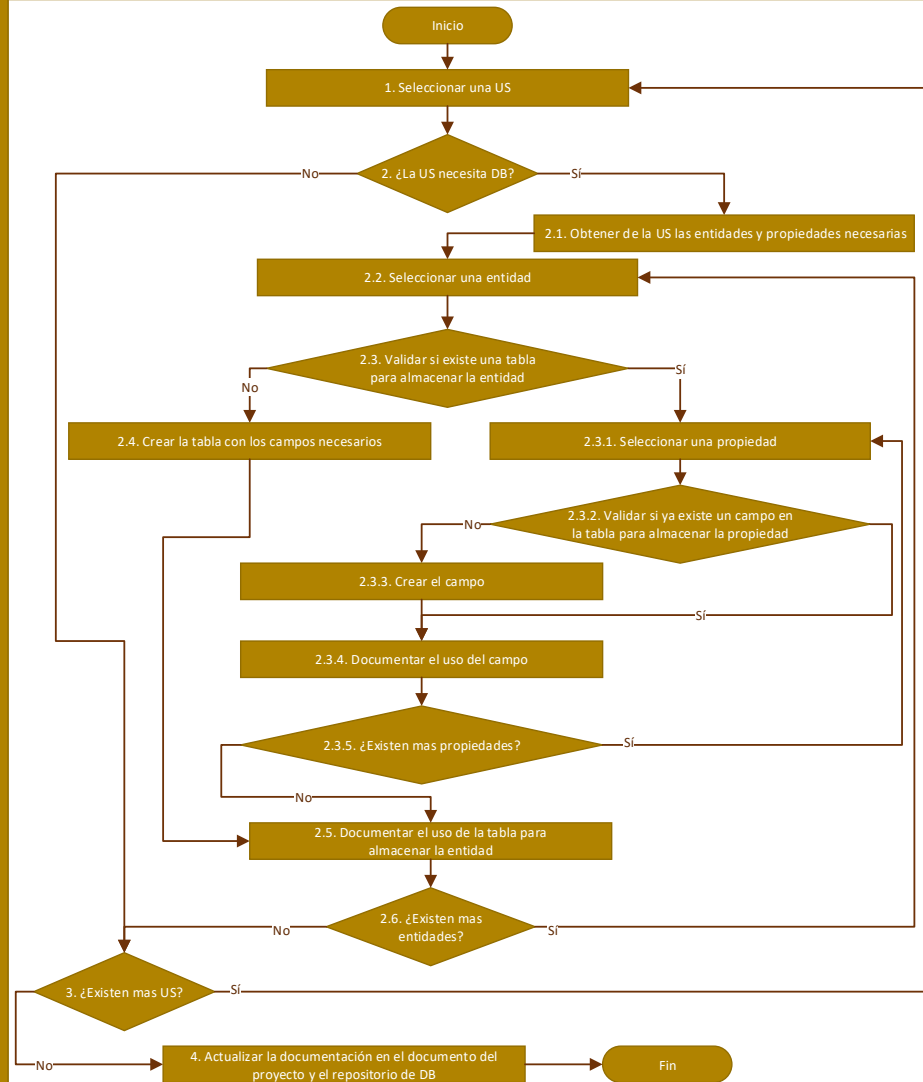 Inicio
1. Seleccionar una US
2. ¿La US necesita DB?
No
Sí
2.1. Obtener de la US las entidades y propiedades necesarias
2.2. Seleccionar una entidad
2.3. Validar si existe una tabla
para almacenar la entidad
No
Sí
2.4. Crear la tabla con los campos necesarios
2.3.1. Seleccionar una propiedad
2.3.2. Validar si ya existe un campo en
la tabla para almacenar la propiedad
No
2.3.3. Crear el campo
Sí
2.3.4. Documentar el uso del campo
2.3.5. ¿Existen mas propiedades?
Sí
No
2.5. Documentar el uso de la tabla para
almacenar la entidad
2.6. ¿Existen mas
entidades?
No
Sí
3. ¿Existen mas US?
Sí
No
4. Actualizar la documentación en el documento del
proyecto y el repositorio de DB
Fin